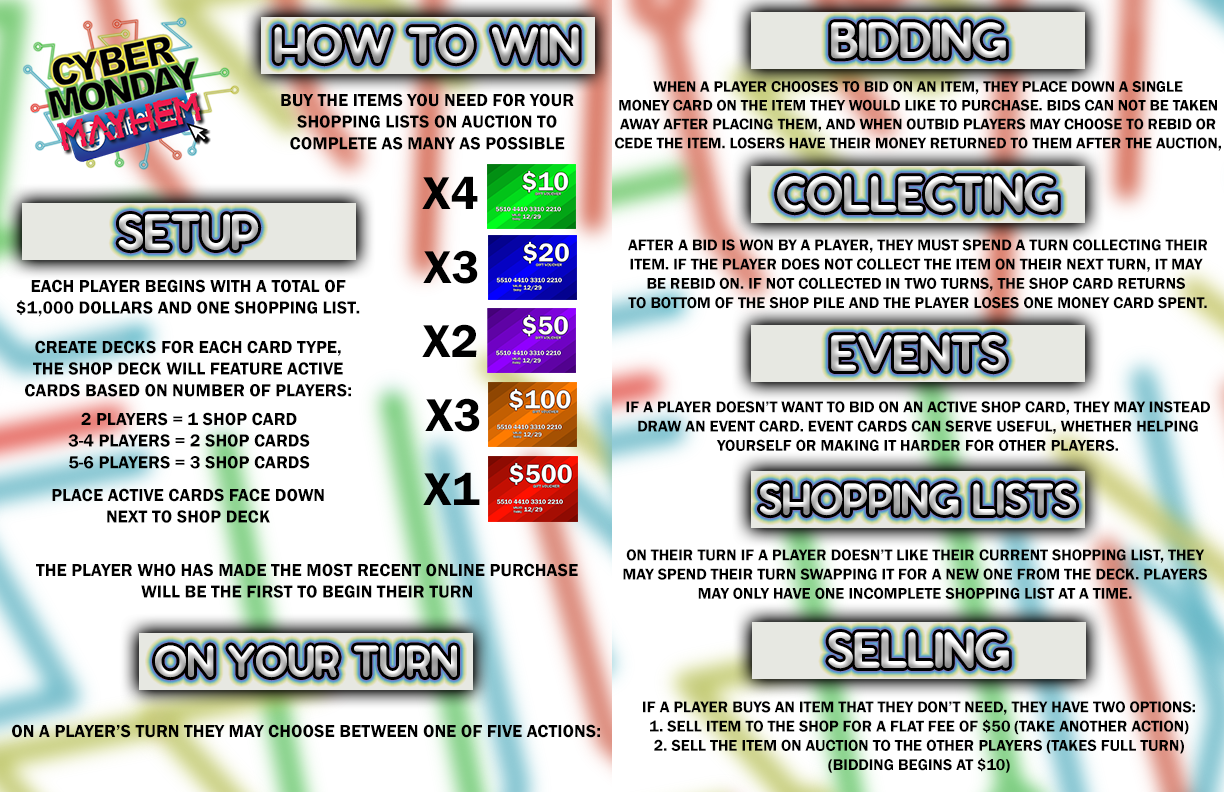 CYBER
MONDAY
MAYHEM
HOW TO WIN
BUY THE ITEMS YOU NEED FOR YOUR
SHOPPING LISTS ON AUCTION TO
COMPLETE AS MANY AS POSSIBLE
X4
$10
5510 4410 3310 2210
12/29
X3
$20
GIFT VOUCHER
5510 4410 3310 2210
12/29
X2
$50
GIFT VOUCHER
5510 4410 3310 2210
12/29
X3
$100
GIFT VOUCHER
5510 4410 3310 2210
12/29
X1
$500
GIFT VOUCHER
5510 4410 3310 2210
12/29
SETUP
EACH PLAYER BEGINS WITH A TOTAL OF
$1,000 DOLLARS AND ONE SHOPPING LIST.
CREATE DECKS FOR EACH CARD TYPE,
THE SHOP DECK WILL FEATURE ACTIVE
CARDS BASED ON NUMBER OF PLAYERS:
2 PLAYERS = 1 SHOP CARD
3-4 PLAYERS = 2 SHOP CARDS
5-6 PLAYERS = 3 SHOP CARDS
PLACE ACTIVE CARDS FACE DOWN
NEXT TO SHOP DECK
THE PLAYER WHO HAS MADE THE MOST RECENT ONLINE PURCHASE
WILL BE THE FIRST TO BEGIN THEIR TURN
ON YOUR TURN
ON A PLAYER'S TURN THEY MAY CHOOSE BETWEEN ONE OF FIVE ACTIONS:
BIDDING
WHEN A PLAYER CHOOSES TO BID ON AN ITEM, THEY PLACE DOWN A SINGLE
MONEY CARD ON THE ITEM THEY WOULD LIKE TO PURCHASE. BIDS CAN NOT BE TAKEN
AWAY AFTER PLACING THEM, AND WHEN OUTBID PLAYERS MAY CHOOSE TO REBID OR
CEDE THE ITEM. LOSERS HAVE THEIR MONEY RETURNED TO THEM AFTER THE AUCTION,
COLLECTING
AFTER A BID IS WON BY A PLAYER, THEY MUST SPEND A TURN COLLECTING THEIR
ITEM. IF THE PLAYER DOES NOT COLLECT THE ITEM ON THEIR NEXT TURN, IT MAY
BE REBID ON. IF NOT COLLECTED IN TWO TURNS, THE SHOP CARD RETURNS
TO BOTTOM OF THE SHOP PILE AND THE PLAYER LOSES ONE MONEY CARD SPENT.
EVENTS
IF A PLAYER DOESN'T WANT TO BID ON AN ACTIVE SHOP CARD, THEY MAY INSTEAD
DRAW AN EVENT CARD. EVENT CARDS CAN SERVE USEFUL, WHETHER HELPING
YOURSELF OR MAKING IT HARDER FOR OTHER PLAYERS.
SHOPPING LISTS
ON THEIR TURN IF A PLAYER DOESN'T LIKE THEIR CURRENT SHOPPING LIST, THEY
MAY SPEND THEIR TURN SWAPPING IT FOR A NEW ONE FROM THE DECK. PLAYERS
MAY ONLY HAVE ONE INCOMPLETE SHOPPING LIST AT A TIME.
SELLING
IF A PLAYER BUYS AN ITEM THAT THEY DON'T NEED, THEY HAVE TWO OPTIONS:
1. SELL ITEM TO THE SHOP FOR A FLAT FEE OF $50 (TAKE ANOTHER ACTION)
2. SELL THE ITEM ON AUCTION TO THE OTHER PLAYERS (TAKES FULL TURN)
(BIDDING BEGINS AT $10)